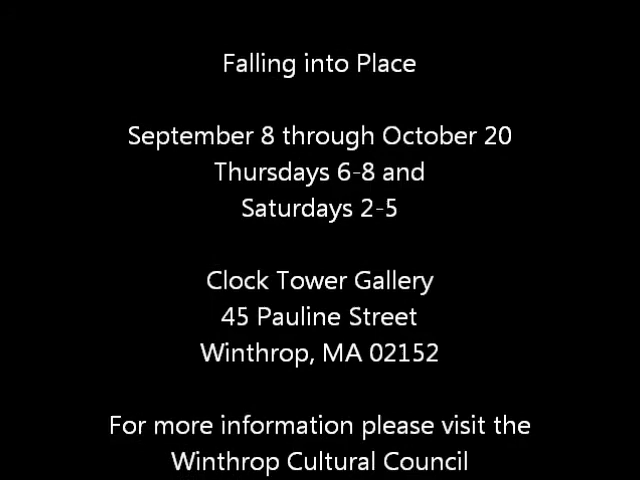 Falling into Place
September 8 through October 20
Thursdays 6-8 and
Saturdays 2-5
Clock Tower Gallery
45 Pauline Street
Winthrop, MA 02152
For more information please visit the
Winthrop Cultural Council